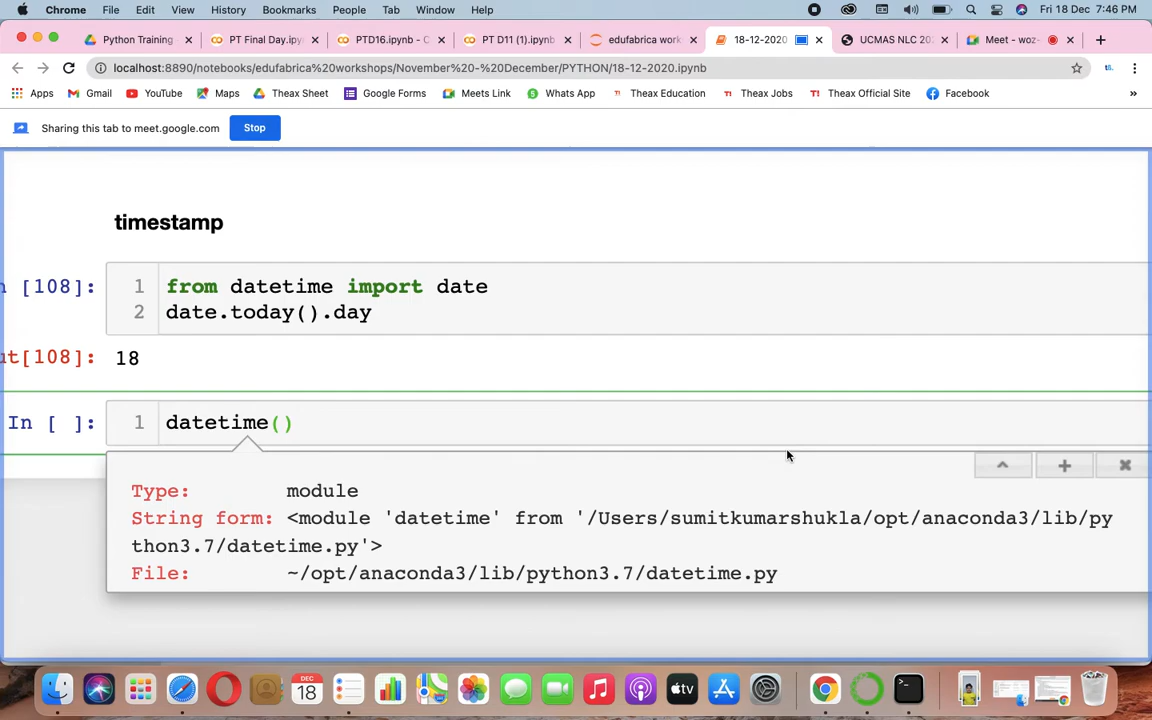 Chrome File Edit View History Bookmarks People Tab Window Help Fri 18 Dec 7:46 PM
Python Training - PT Final Day.ipy PTD16.ipynb - C PT D11 (1).ipynb edufabrica work 18-12-2020 UCMAS NLC 20 Meet - woz-
localhost:8890/notebooks/edufabrica%20workshops/November%20-%20December/PYTHON/18-12-2020.ipynb
Apps Gmail YouTube Maps Theax Sheet Google Forms Meets Link Whats App Theax Education Theax Jobs Theax Official Site Facebook »
Sharing this tab to meet.google.com Stop
timestamp
n [108]: 1 from datetime import date
2 date.today().day
ut[108]: 18
In [ ]: 1 datetime()
Type: module
String form: <module 'datetime' from '/Users/sumitkumarshukla/opt/anaconda3/lib/py
thon3.7/datetime.py'>
File: ~/opt/anaconda3/lib/python3.7/datetime.py
DEC
18
tv